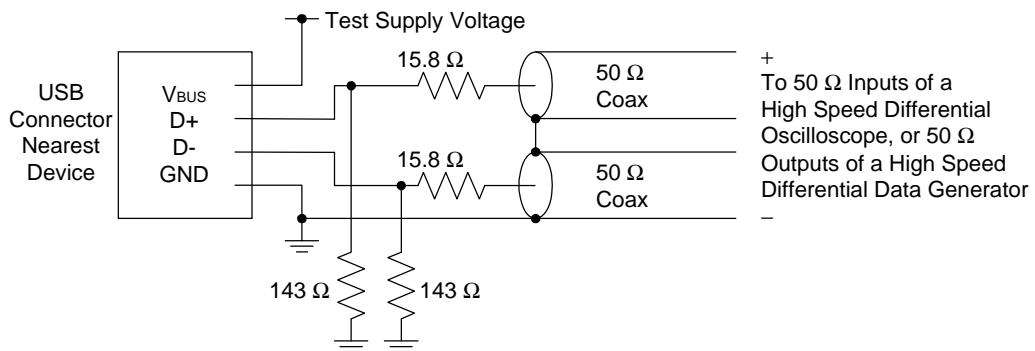 Test Supply Voltage
USB
Connector
Nearest
Device
VBUS
D+
D-
GND
15.8 Ω
50 Ω
Coax
15.8 Ω
50 Ω
Coax
+
To 50 Ω Inputs of a
High Speed Differential
Oscilloscope, or 50 Ω
Outputs of a High Speed
Differential Data Generator
−
143 Ω
143 Ω